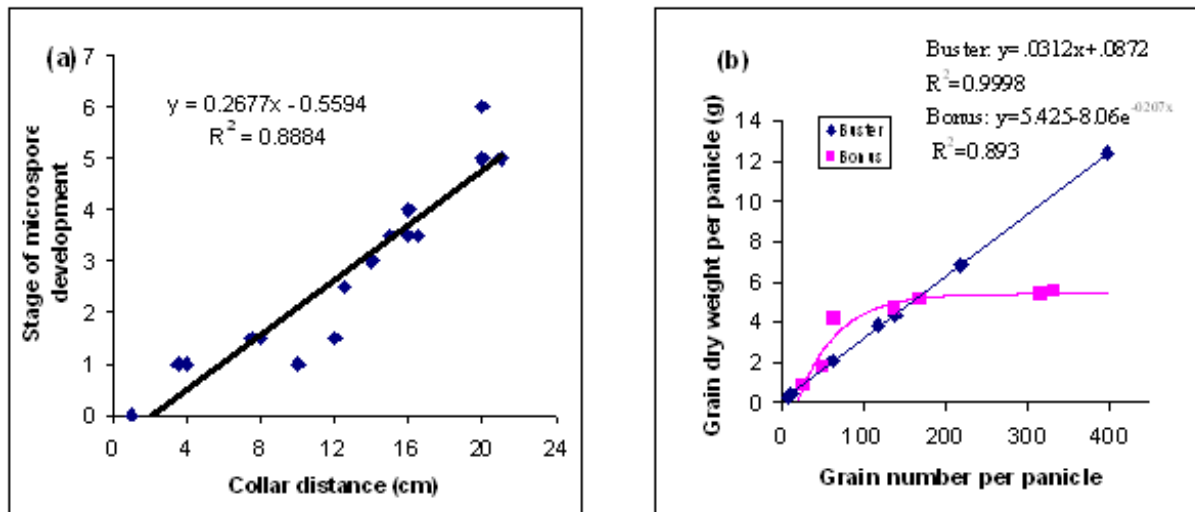 (a)
y = 0.2677x - 0.5594
R² = 0.8884
Stage of microspore
development
7
6
5
4
3
2
1
0
0 4 8 12 16 20 24
Collar distance (cm)
(b)
Buster: y=.0312x+.0872
R²=0.9998
Bonus: y=5.425-8.06e^-0.207x
R²=0.893
Buster
Bonus
Grain dry weight per panicle (g)
14
12
10
8
6
4
2
0
0 100 200 300 400
Grain number per panicle